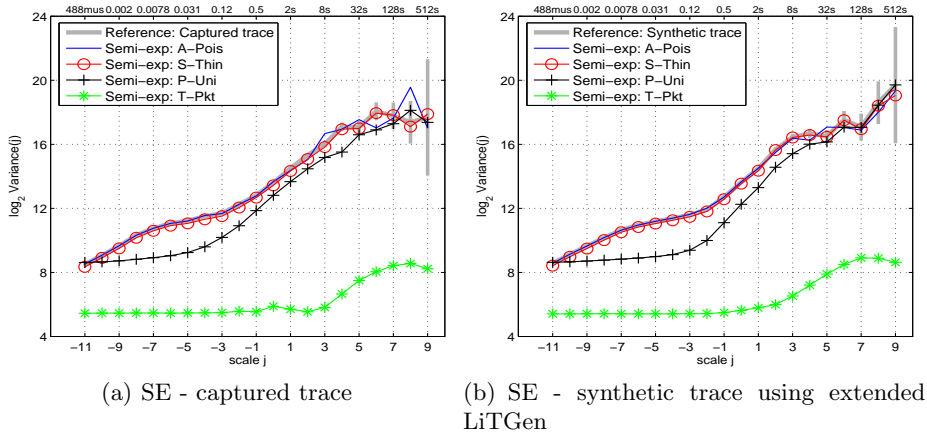 488mus 0.002 0.0078 0.031 0.12 0.5 2s 8s 32s 128s 512s
Reference: Captured trace
Semi-exp: A-Pois
Semi-exp: S-Thin
Semi-exp: P-Uni
Semi-exp: T-Pkt
24
20
16
12
8
4
log2 Variance(j)
-11 -9 -7 -5 -3 -1 1 3 5 7 9
scale j
(a) SE - captured trace
488mus 0.002 0.0078 0.031 0.12 0.5 2s 8s 32s 128s 512s
Reference: Synthetic trace
Semi-exp: A-Pois
Semi-exp: S-Thin
Semi-exp: P-Uni
Semi-exp: T-Pkt
24
20
16
12
8
4
log2 Variance(j)
-11 -9 -7 -5 -3 -1 1 3 5 7 9
scale j
(b) SE - synthetic trace using extended
LiTGen